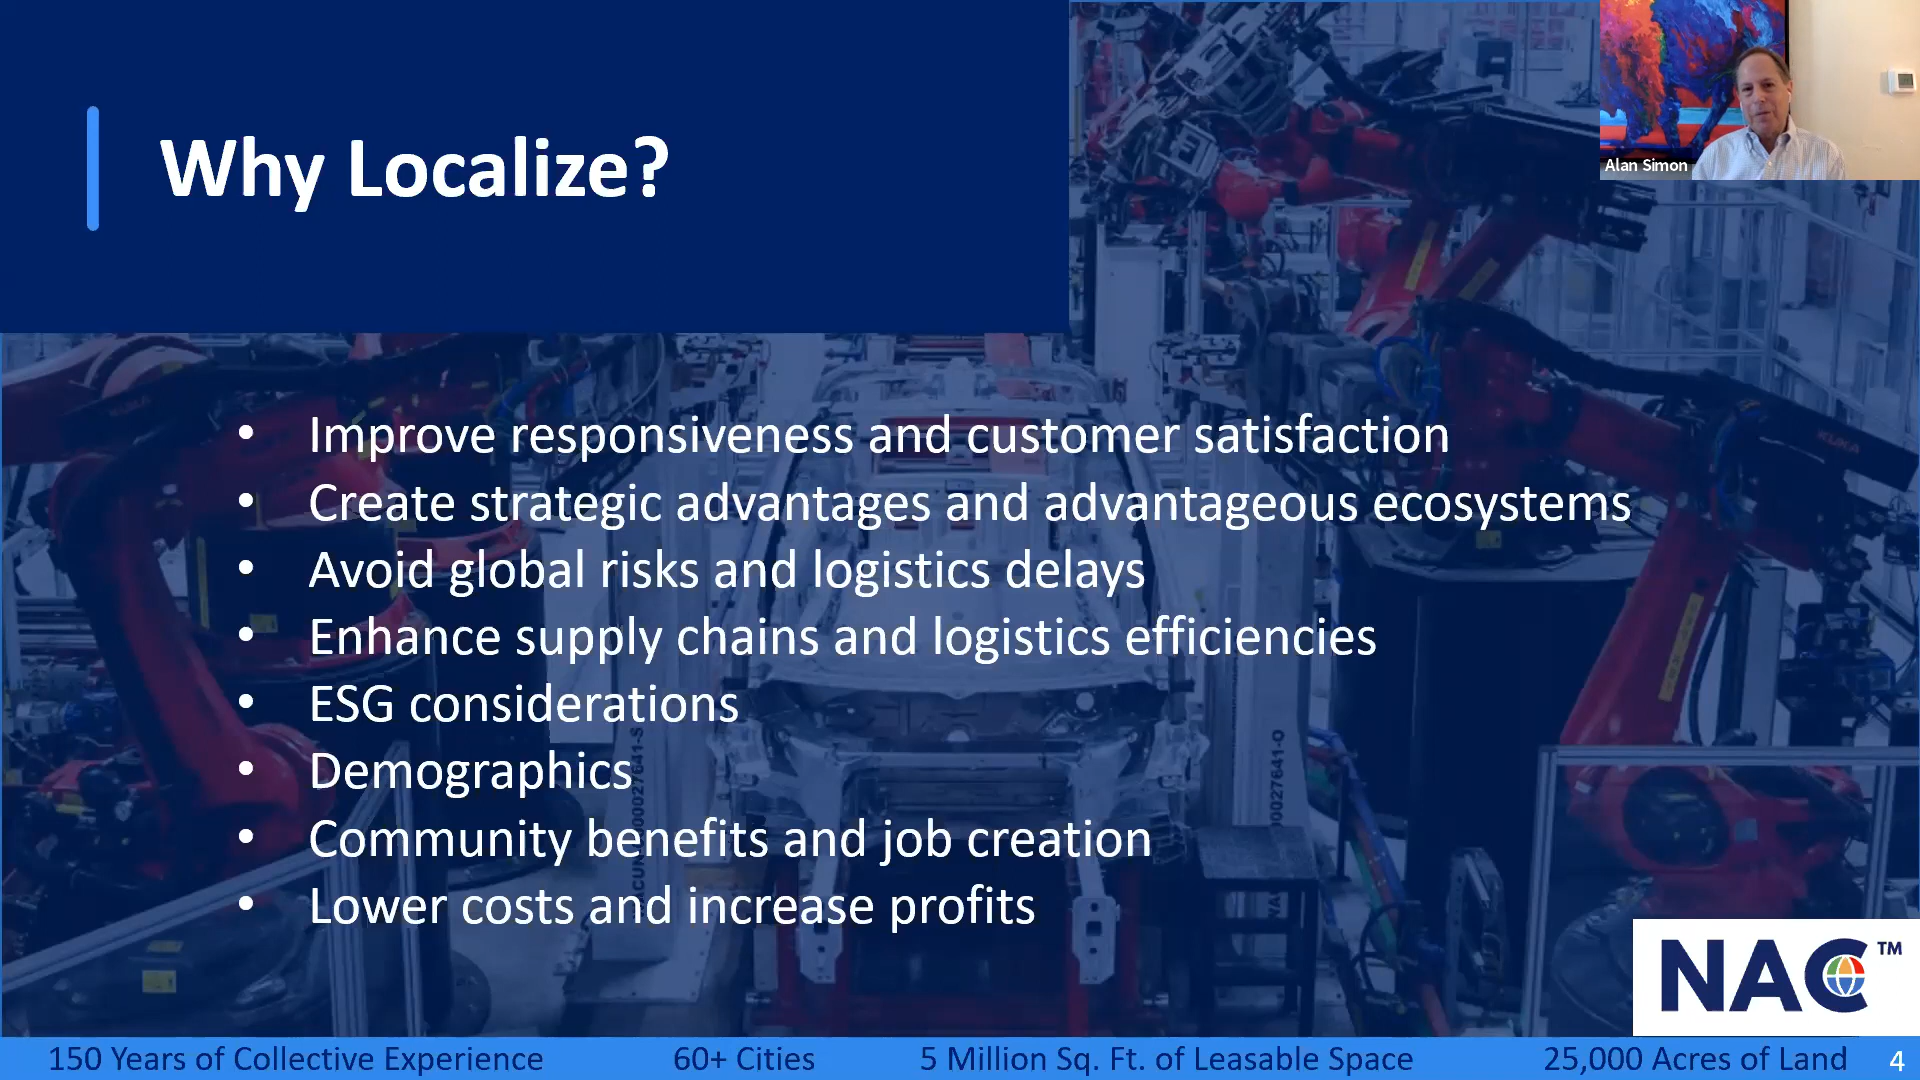 Why Localize?
Alan Simon
• Improve responsiveness and customer satisfaction
• Create strategic advantages and advantageous ecosystems
• Avoid global risks and logistics delays
• Enhance supply chains and logistics efficiencies
• ESG considerations
• Demographics
• Community benefits and job creation
• Lower costs and increase profits
KUKA
00027641-S
00027641-O
NAC™
150 Years of Collective Experience 60+ Cities 5 Million Sq. Ft. of Leasable Space 25,000 Acres of Land 4